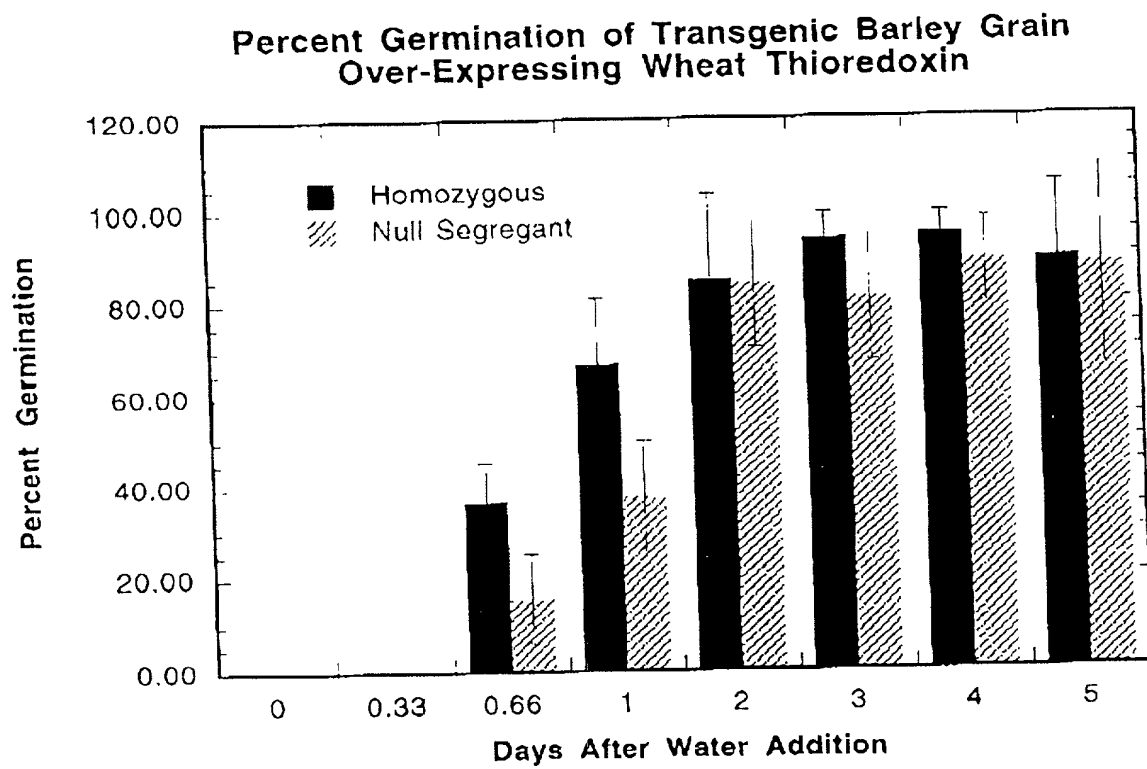 Percent Germination of Transgenic Barley Grain
Over-Expressing Wheat Thioredoxin
120.00
100.00
80.00
60.00
40.00
20.00
0.00
Percent Germination
Homozygous
Null Segregant
0 0.33 0.66 1 2 3 4 5
Days After Water Addition